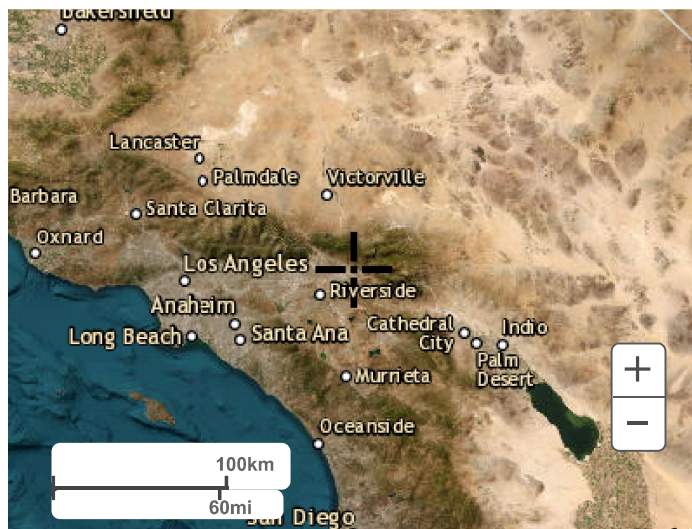 Bakersfield
Lancaster
Palmdale
Victorville
Barbara
Santa Clarita
Oxnard
Los Angeles
Riverside
Anaheim
Cathedral
City
Indio
Long Beach
Santa Ana
Palm
Desert
Murrieta
Oceanside
100km
60mi
San Diego
+
−